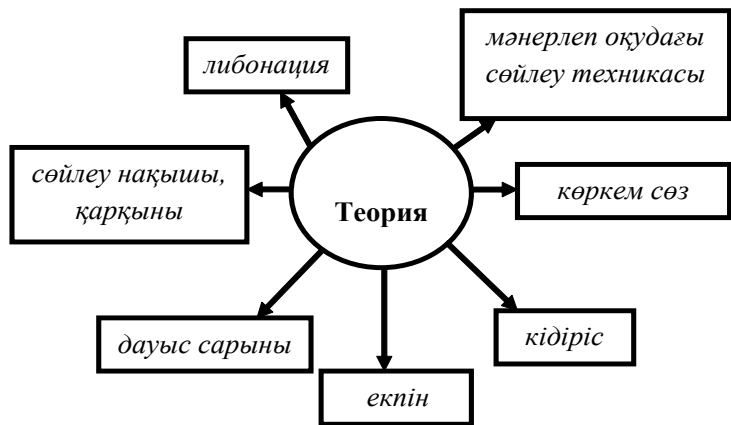 либонация
мәнерлеп оқудағы
сөйлеу техникасы
сөйлеу нақышы,
қарқыны
Теория
көркем сөз
дауыс сарыны
кідіріс
екпін